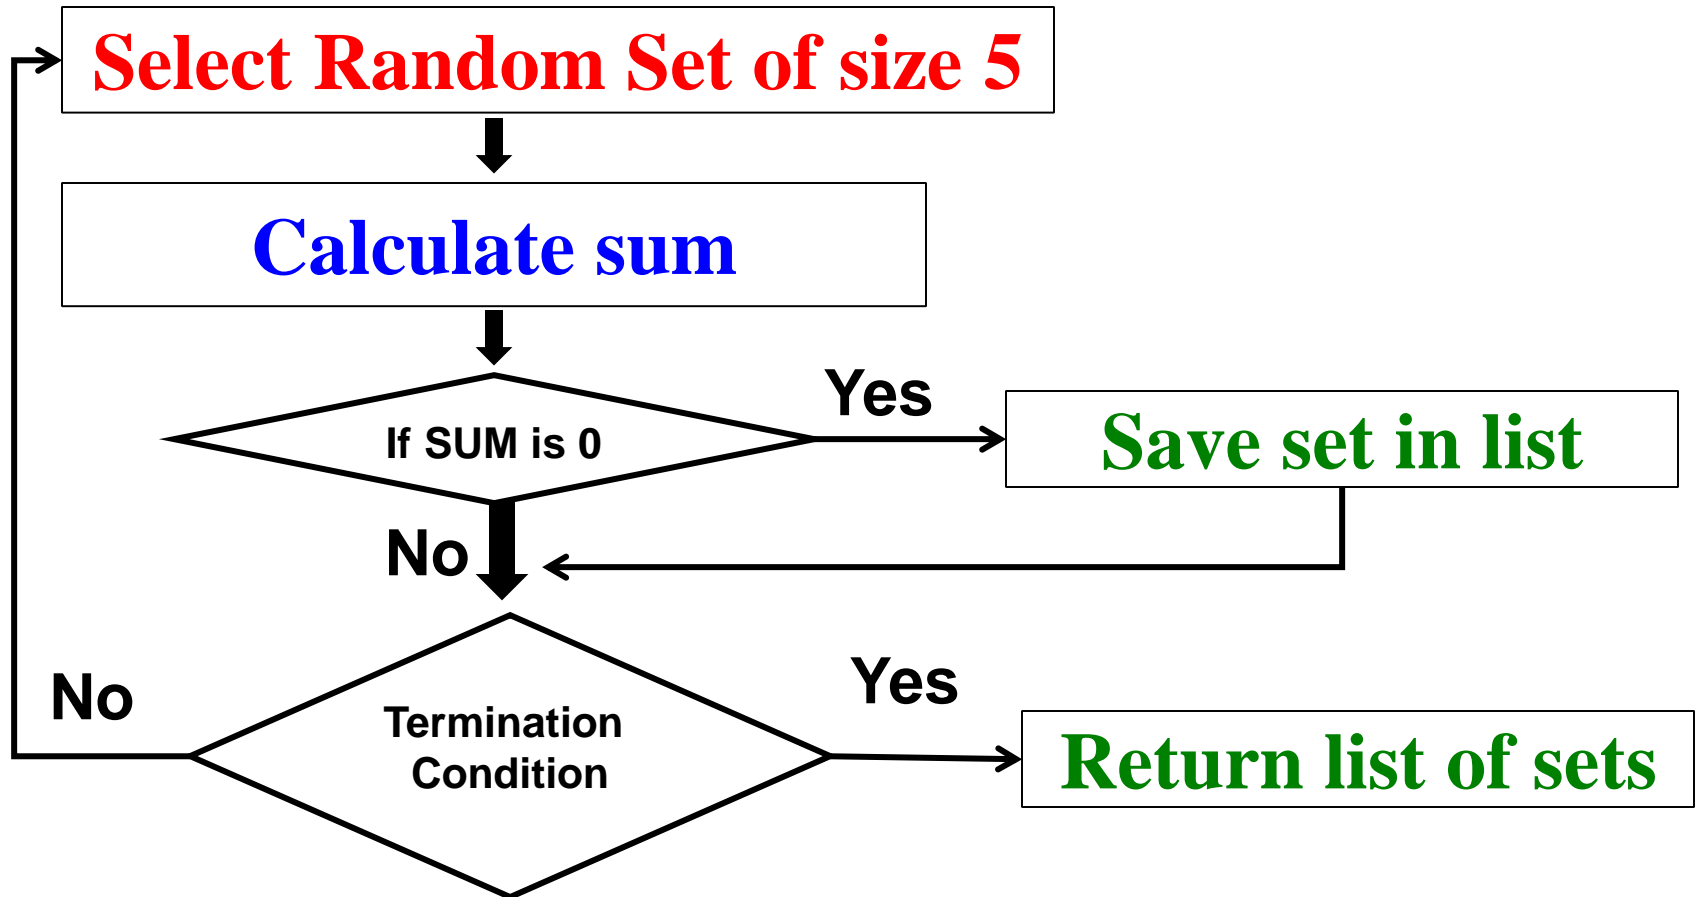 Select Random Set of size 5
Calculate sum
If SUM is 0
Yes
Save set in list
No
Termination
Condition
No
Yes
Return list of sets